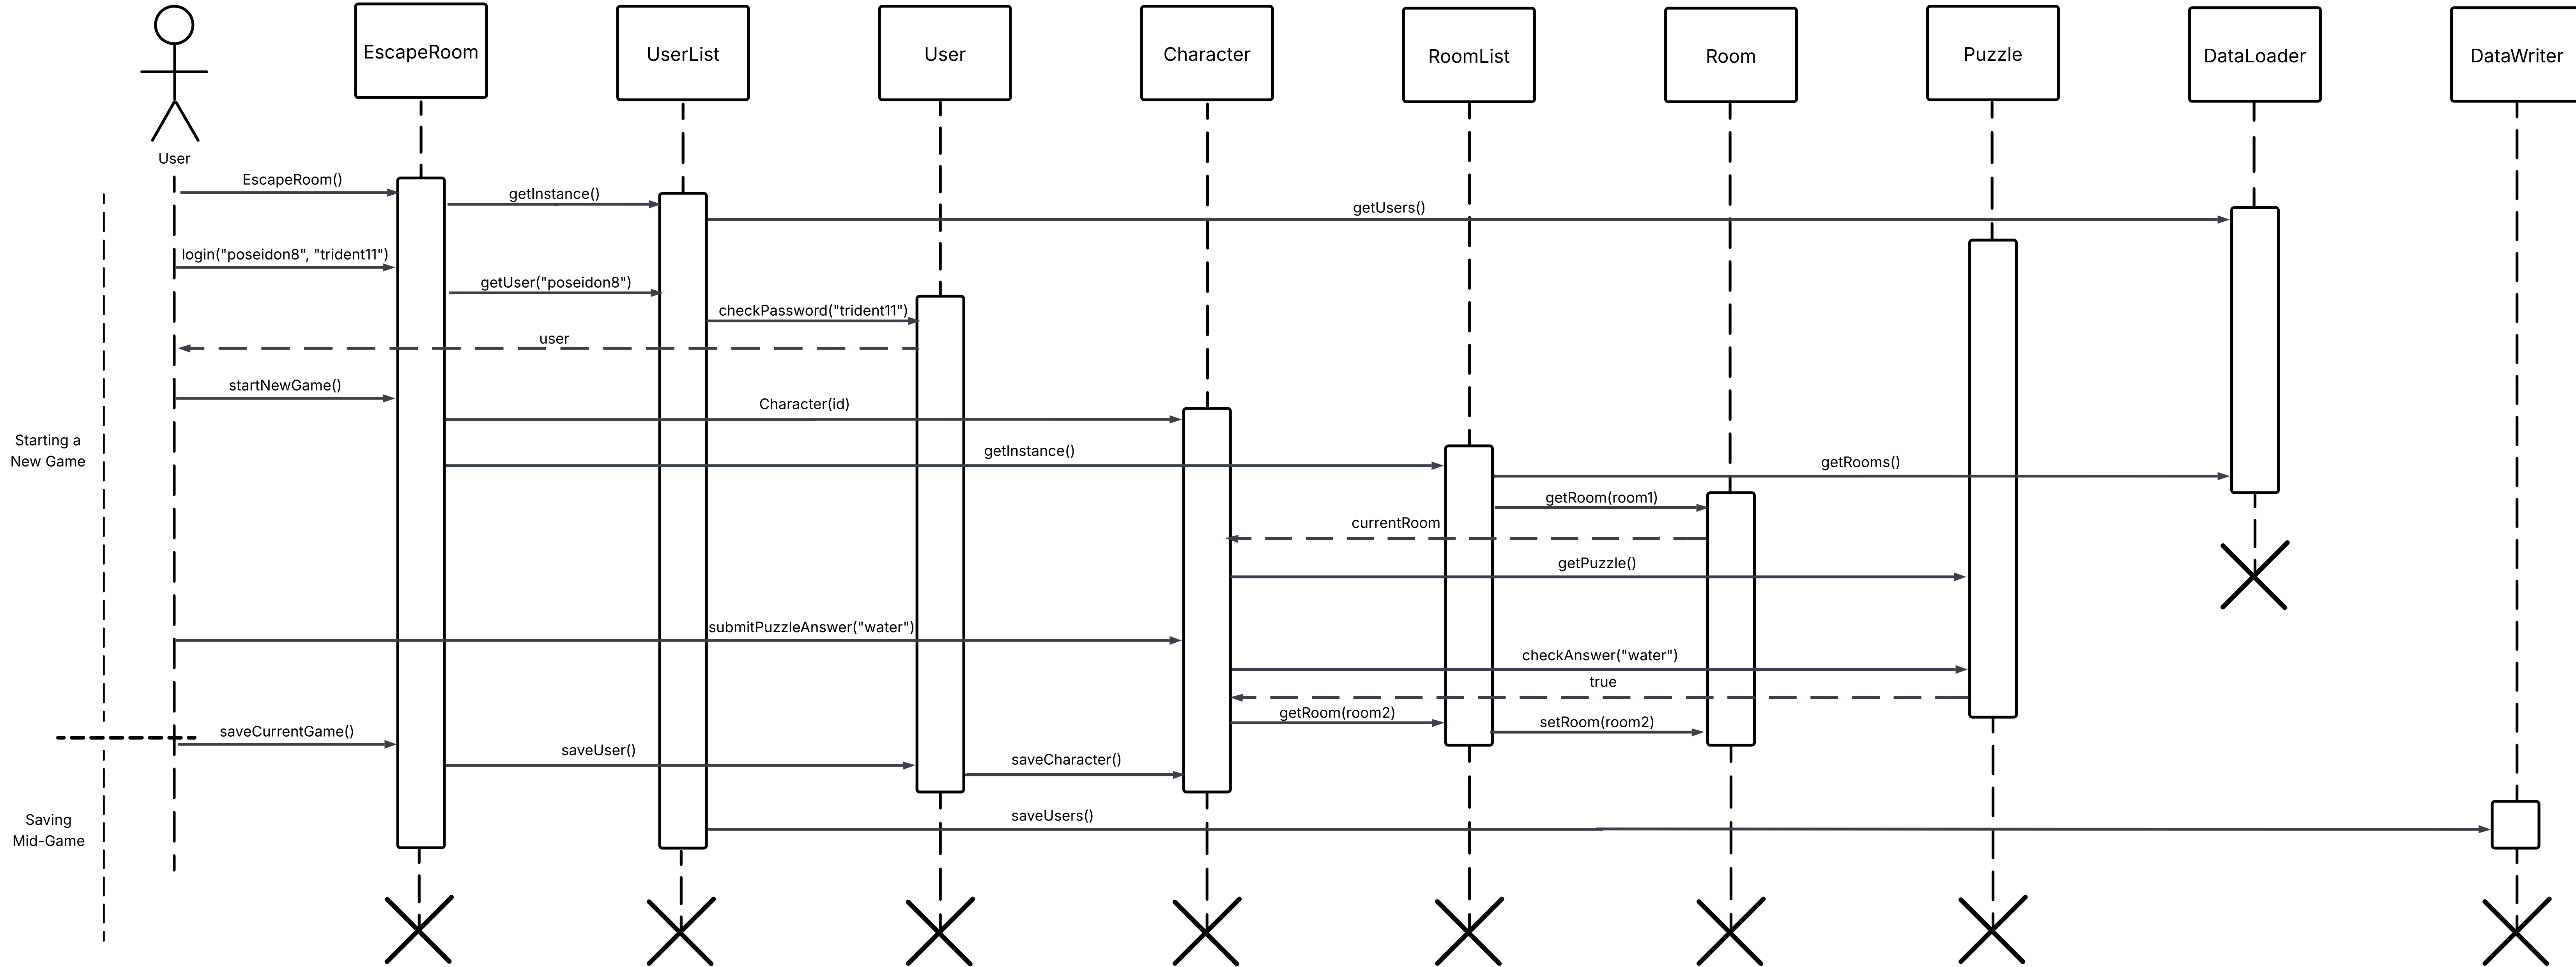 EscapeRoom
UserList
User
Character
RoomList
Room
Puzzle
DataLoader
DataWriter
User
EscapeRoom()
getInstance()
getUsers()
login("poseidon8", "trident11")
getUser("poseidon8")
checkPassword("trident11")
user
startNewGame()
Character(id)
Starting a
New Game
getInstance()
getRooms()
getRoom(room1)
currentRoom
getPuzzle()
submitPuzzleAnswer("water")
checkAnswer("water")
true
getRoom(room2)
setRoom(room2)
saveCurrentGame()
saveUser()
saveCharacter()
Saving
Mid-Game
saveUsers()